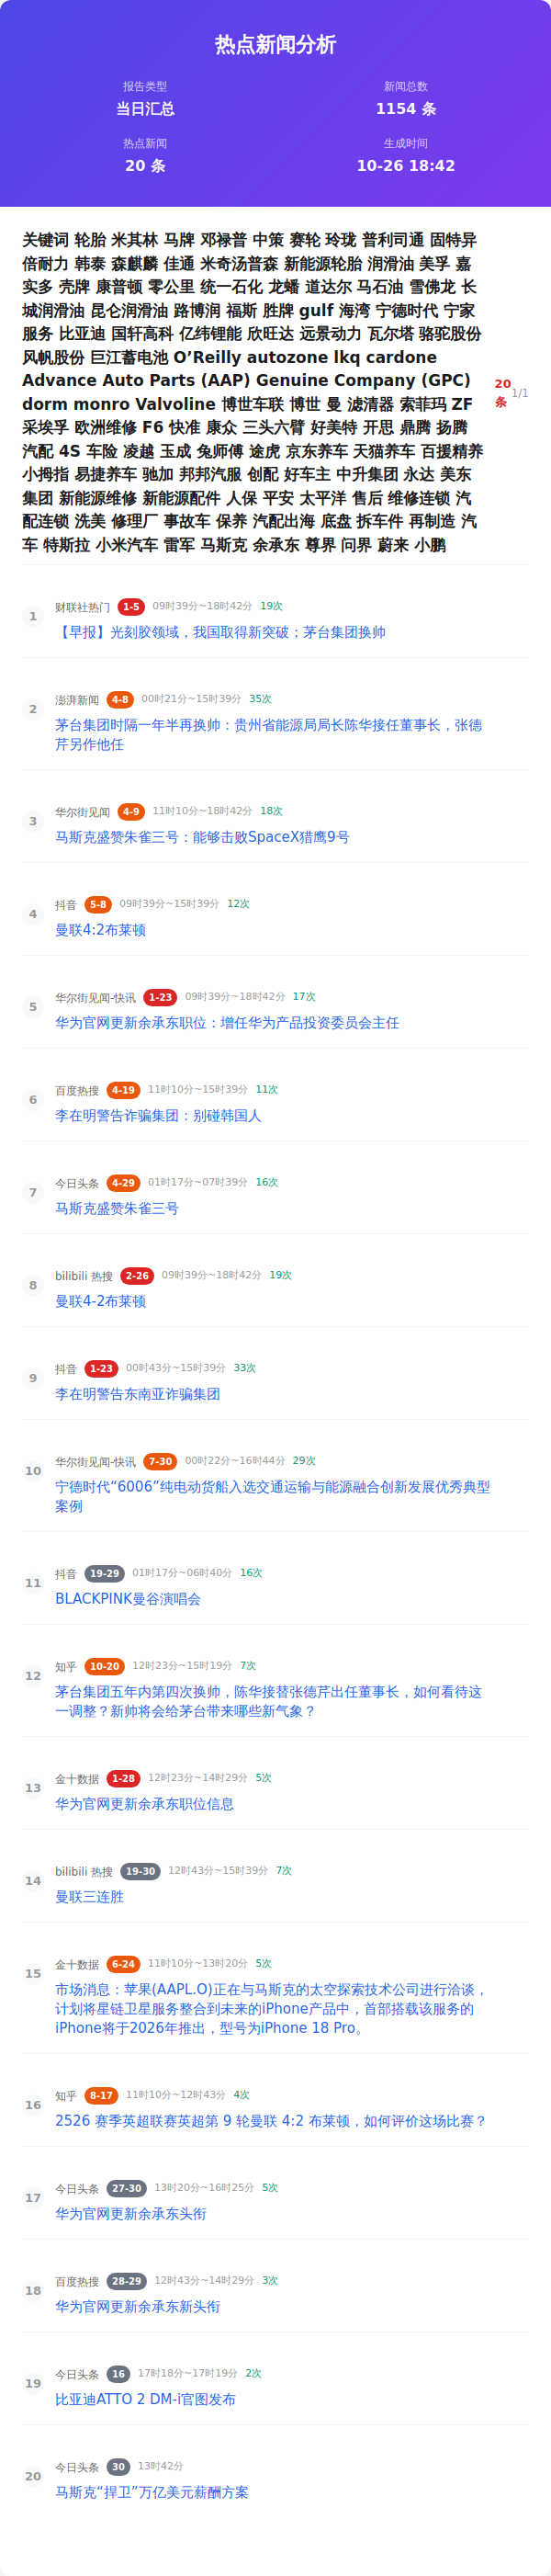 热点新闻分析
报告类型
当日汇总
新闻总数
1154 条
热点新闻
20 条
生成时间
10-26 18:42
关键词 轮胎 米其林 马牌 邓禄普 中策 赛轮 玲珑 普利司通 固特异
倍耐力 韩泰 森麒麟 佳通 米奇汤普森 新能源轮胎 润滑油 美孚 嘉
实多 壳牌 康普顿 零公里 统一石化 龙蟠 道达尔 马石油 雪佛龙 长
城润滑油 昆仑润滑油 路博润 福斯 胜牌 gulf 海湾 宁德时代 宁家
服务 比亚迪 国轩高科 亿纬锂能 欣旺达 远景动力 瓦尔塔 骆驼股份
风帆股份 巨江蓄电池 O’Reilly autozone lkq cardone
Advance Auto Parts (AAP) Genuine Company (GPC)
dorm monro Valvoline 博世车联 博世 曼 滤清器 索菲玛 ZF
采埃孚 欧洲维修 F6 快准 康众 三头六臂 好美特 开思 鼎腾 扬腾
汽配 4S 车险 凌越 玉成 兔师傅 途虎 京东养车 天猫养车 百援精养
小拇指 易捷养车 驰加 邦邦汽服 创配 好车主 中升集团 永达 美东
集团 新能源维修 新能源配件 人保 平安 太平洋 售后 维修连锁 汽
配连锁 洗美 修理厂 事故车 保养 汽配出海 底盘 拆车件 再制造 汽
车 特斯拉 小米汽车 雷军 马斯克 余承东 尊界 问界 蔚来 小鹏
20
条
1/1
1
财联社热门 1-5 09时39分~18时42分 19次
【早报】光刻胶领域，我国取得新突破；茅台集团换帅
2
澎湃新闻 4-8 00时21分~15时39分 35次
茅台集团时隔一年半再换帅：贵州省能源局局长陈华接任董事长，张德
芹另作他任
3
华尔街见闻 4-9 11时10分~18时42分 18次
马斯克盛赞朱雀三号：能够击败SpaceX猎鹰9号
4
抖音 5-8 09时39分~15时39分 12次
曼联4:2布莱顿
5
华尔街见闻-快讯 1-23 09时39分~18时42分 17次
华为官网更新余承东职位：增任华为产品投资委员会主任
6
百度热搜 4-19 11时10分~15时39分 11次
李在明警告诈骗集团：别碰韩国人
7
今日头条 4-29 01时17分~07时39分 16次
马斯克盛赞朱雀三号
8
bilibili 热搜 2-26 09时39分~18时42分 19次
曼联4-2布莱顿
9
抖音 1-23 00时43分~15时39分 33次
李在明警告东南亚诈骗集团
10
华尔街见闻-快讯 7-30 00时22分~16时44分 29次
宁德时代“6006”纯电动货船入选交通运输与能源融合创新发展优秀典型
案例
11
抖音 19-29 01时17分~06时40分 16次
BLACKPINK曼谷演唱会
12
知乎 10-20 12时23分~15时19分 7次
茅台集团五年内第四次换帅，陈华接替张德芹出任董事长，如何看待这
一调整？新帅将会给茅台带来哪些新气象？
13
金十数据 1-28 12时23分~14时29分 5次
华为官网更新余承东职位信息
14
bilibili 热搜 19-30 12时43分~15时39分 7次
曼联三连胜
15
金十数据 6-24 11时10分~13时20分 5次
市场消息：苹果(AAPL.O)正在与马斯克的太空探索技术公司进行洽谈，
计划将星链卫星服务整合到未来的iPhone产品中，首部搭载该服务的
iPhone将于2026年推出，型号为iPhone 18 Pro。
16
知乎 8-17 11时10分~12时43分 4次
2526 赛季英超联赛英超第 9 轮曼联 4:2 布莱顿，如何评价这场比赛？
17
今日头条 27-30 13时20分~16时25分 5次
华为官网更新余承东头衔
18
百度热搜 28-29 12时43分~14时29分 3次
华为官网更新余承东新头衔
19
今日头条 16 17时18分~17时19分 2次
比亚迪ATTO 2 DM-i官图发布
20
今日头条 30 13时42分
马斯克“捍卫”万亿美元薪酬方案